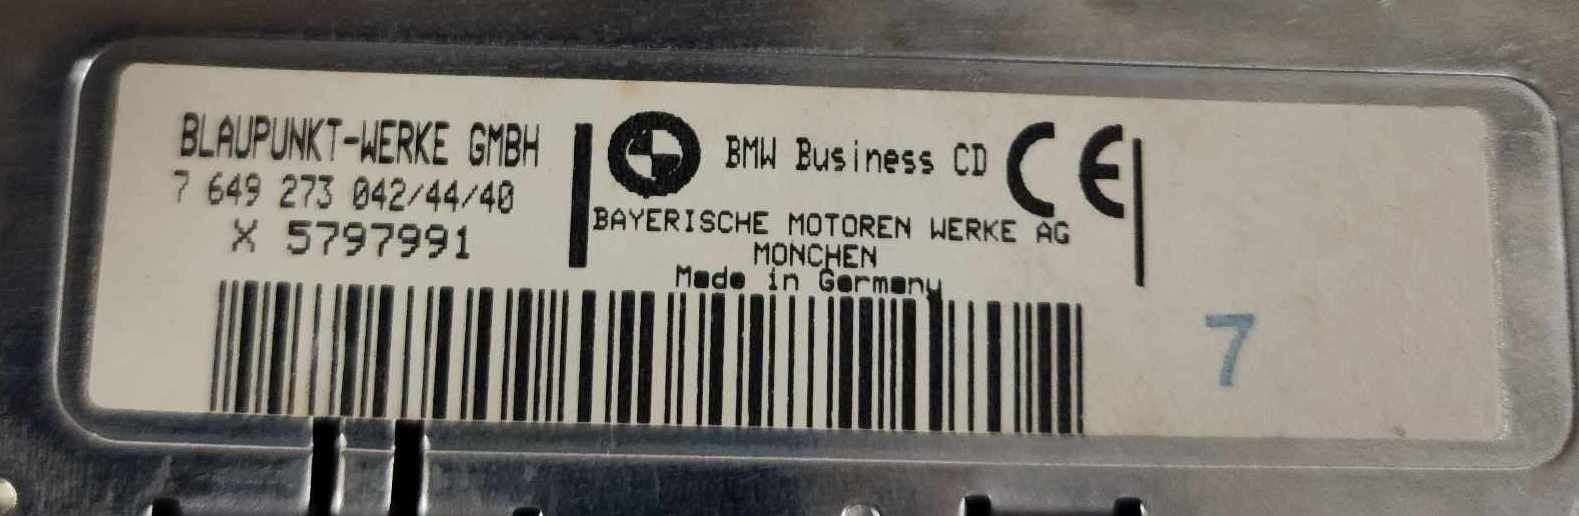 BLAUPUNKT-WERKE GMBH
7 649 273 042/44/40
X 5797991
BMW Business CD CE
BAYERISCHE MOTOREN WERKE AG
MONCHEN
Made in Germany
7